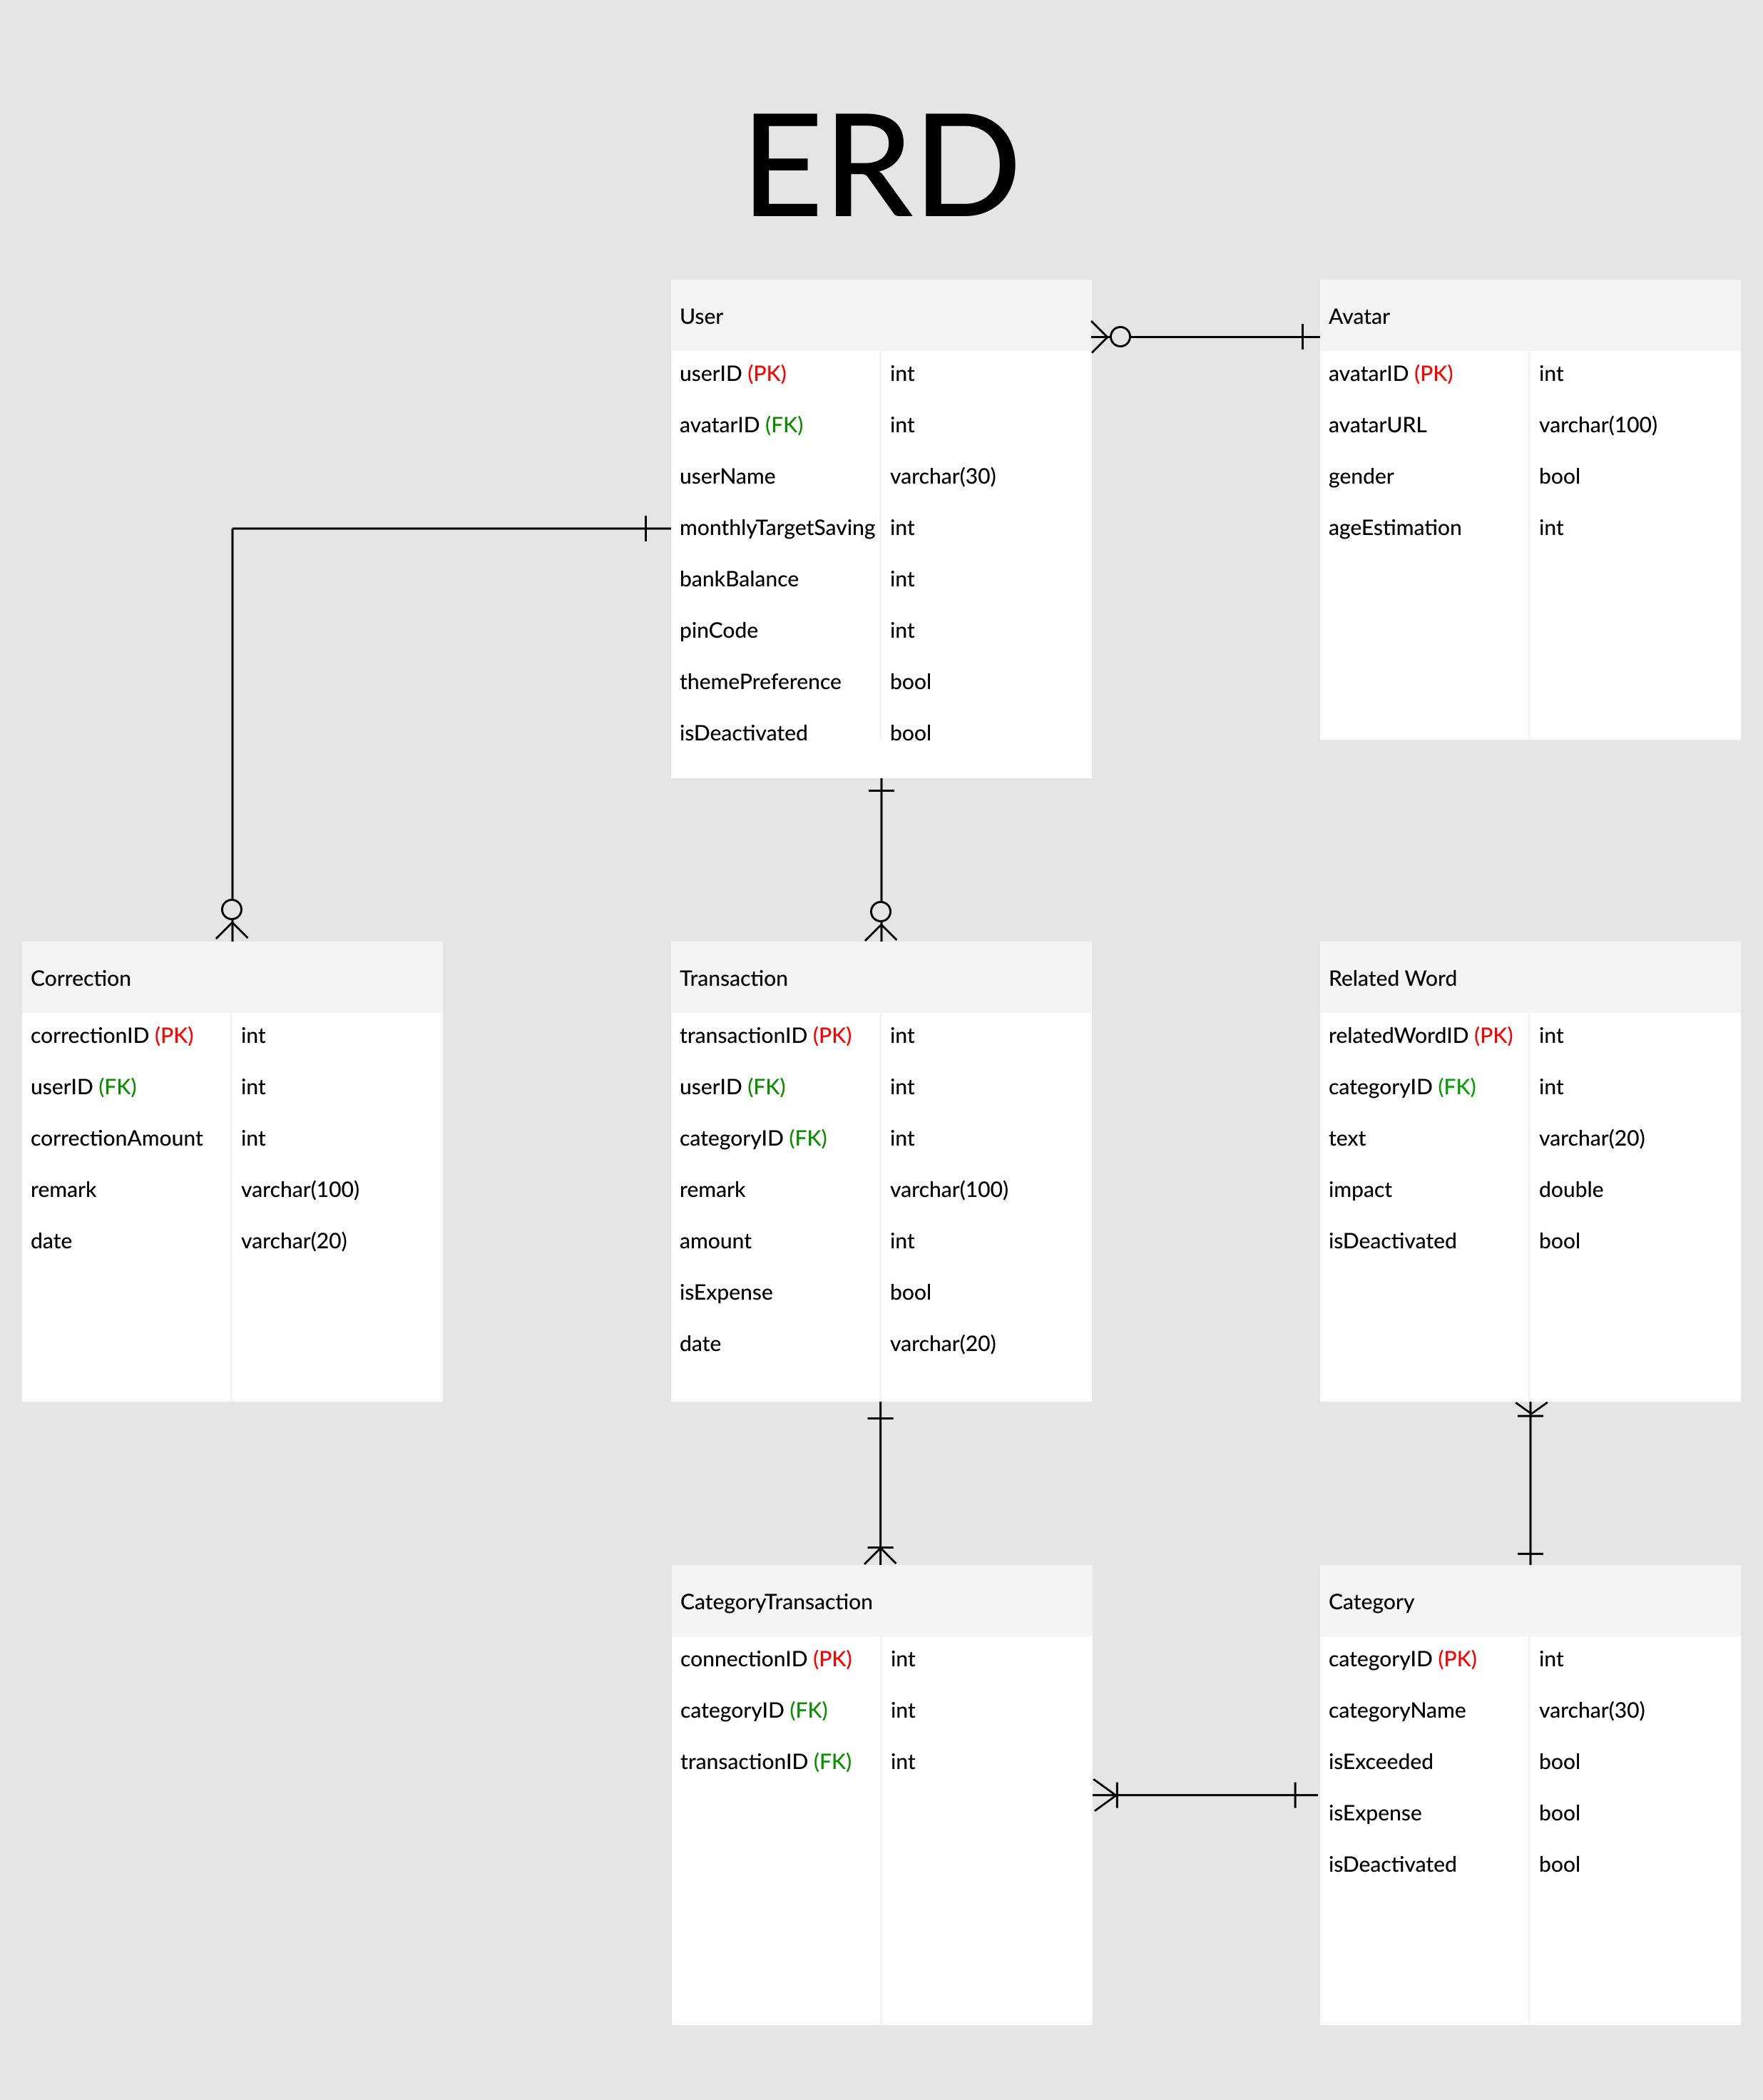 ERD
User
userID (PK) int
avatarID (FK) int
userName varchar(30)
monthlyTargetSaving int
bankBalance int
pinCode int
themePreference bool
isDeactivated bool
Avatar
avatarID (PK) int
avatarURL varchar(100)
gender bool
ageEstimation int
Correction
correctionID (PK) int
userID (FK) int
correctionAmount int
remark varchar(100)
date varchar(20)
Transaction
transactionID (PK) int
userID (FK) int
categoryID (FK) int
remark varchar(100)
amount int
isExpense bool
date varchar(20)
Related Word
relatedWordID (PK) int
categoryID (FK) int
text varchar(20)
impact double
isDeactivated bool
CategoryTransaction
connectionID (PK) int
categoryID (FK) int
transactionID (FK) int
Category
categoryID (PK) int
categoryName varchar(30)
isExceeded bool
isExpense bool
isDeactivated bool